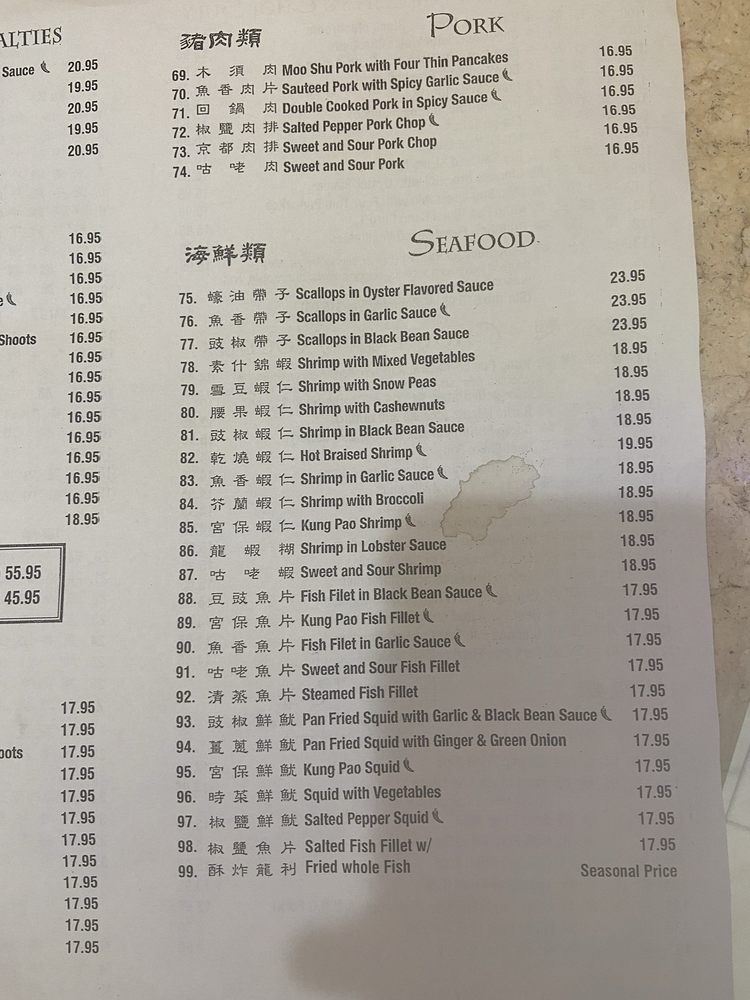 ALTIES
Sauce 20.95
19.95
20.95
19.95
20.95
16.95
16.95
16.95
16.95
16.95
Shoots 16.95
16.95
16.95
16.95
16.95
16.95
16.95
16.95
16.95
18.95
55.95
45.95
17.95
17.95
oots 17.95
17.95
17.95
17.95
17.95
17.95
17.95
17.95
17.95
17.95
豬肉類 PORK
69. 木須肉 Moo Shu Pork with Four Thin Pancakes 16.95
70. 魚香肉片 Sauteed Pork with Spicy Garlic Sauce 16.95
71. 回鍋肉 Double Cooked Pork in Spicy Sauce 16.95
72. 椒鹽肉排 Salted Pepper Pork Chop 16.95
73. 京都肉排 Sweet and Sour Pork Chop 16.95
74. 咕咾肉 Sweet and Sour Pork 16.95
海鮮類 SEAFOOD
75. 蠔油帶子 Scallops in Oyster Flavored Sauce 23.95
76. 魚香帶子 Scallops in Garlic Sauce 23.95
77. 豉椒帶子 Scallops in Black Bean Sauce 23.95
78. 素什錦蝦 Shrimp with Mixed Vegetables 18.95
79. 雪豆蝦仁 Shrimp with Snow Peas 18.95
80. 腰果蝦仁 Shrimp with Cashewnuts 18.95
81. 豉椒蝦仁 Shrimp in Black Bean Sauce 18.95
82. 乾燒蝦仁 Hot Braised Shrimp 19.95
83. 魚香蝦仁 Shrimp in Garlic Sauce 18.95
84. 芥蘭蝦仁 Shrimp with Broccoli 18.95
85. 宮保蝦仁 Kung Pao Shrimp 18.95
86. 龍蝦糊 Shrimp in Lobster Sauce 18.95
87. 咕咾蝦 Sweet and Sour Shrimp 18.95
88. 豆豉魚片 Fish Filet in Black Bean Sauce 17.95
89. 宮保魚片 Kung Pao Fish Fillet 17.95
90. 魚香魚片 Fish Filet in Garlic Sauce 17.95
91. 咕咾魚片 Sweet and Sour Fish Fillet 17.95
92. 清蒸魚片 Steamed Fish Fillet 17.95
93. 豉椒鮮魷 Pan Fried Squid with Garlic & Black Bean Sauce 17.95
94. 薑蔥鮮魷 Pan Fried Squid with Ginger & Green Onion 17.95
95. 宮保鮮魷 Kung Pao Squid 17.95
96. 時菜鮮魷 Squid with Vegetables 17.95
97. 椒鹽鮮魷 Salted Pepper Squid 17.95
98. 椒鹽魚片 Salted Fish Fillet w/ 17.95
99. 酥炸龍利 Fried whole Fish Seasonal Price